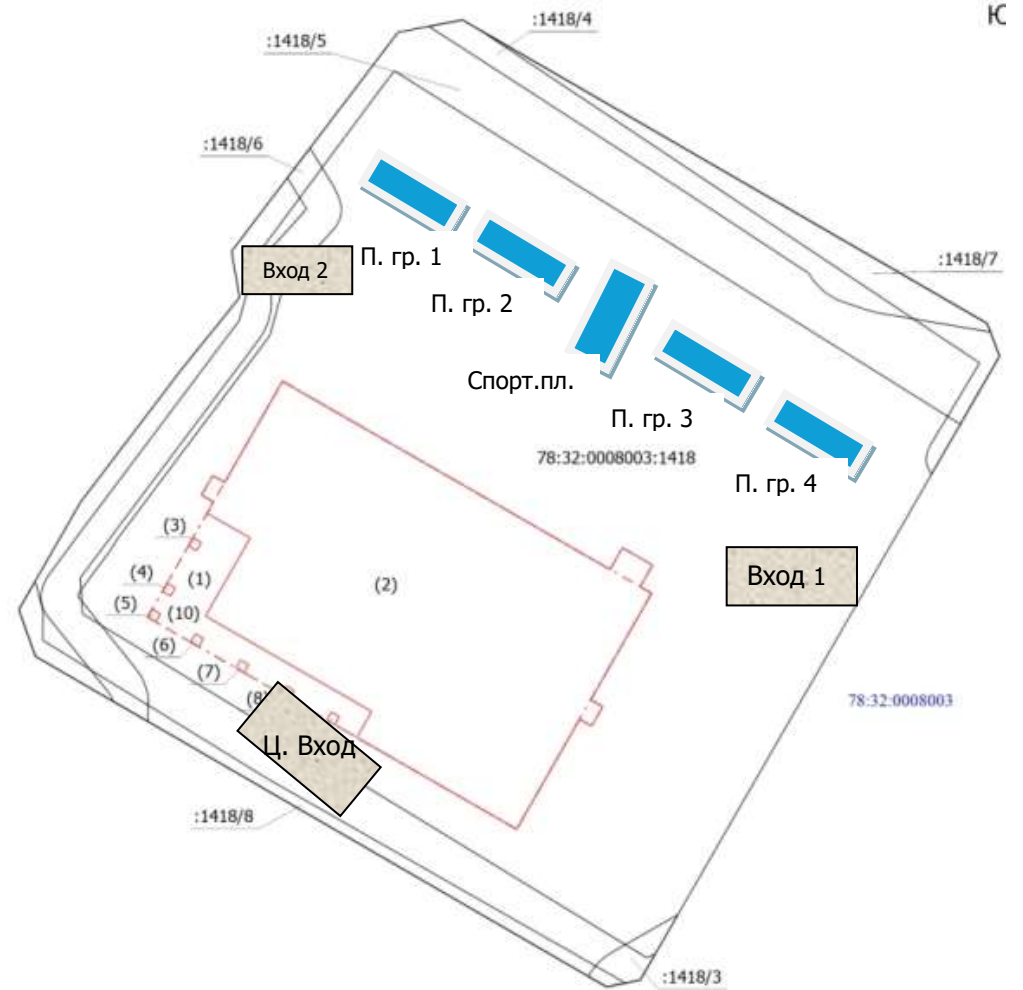 Ю
:1418/4
:1418/5
:1418/6
:1418/7
Вход 2
П. гр. 1
П. гр. 2
Спорт.пл.
П. гр. 3
78:32:0008003:1418
П. гр. 4
(3)
(4)
(1)
(2)
Вход 1
(5)
(10)
(6)
(7)
(8)
78:32:0008003
Ц. Вход
:1418/8
:1418/3